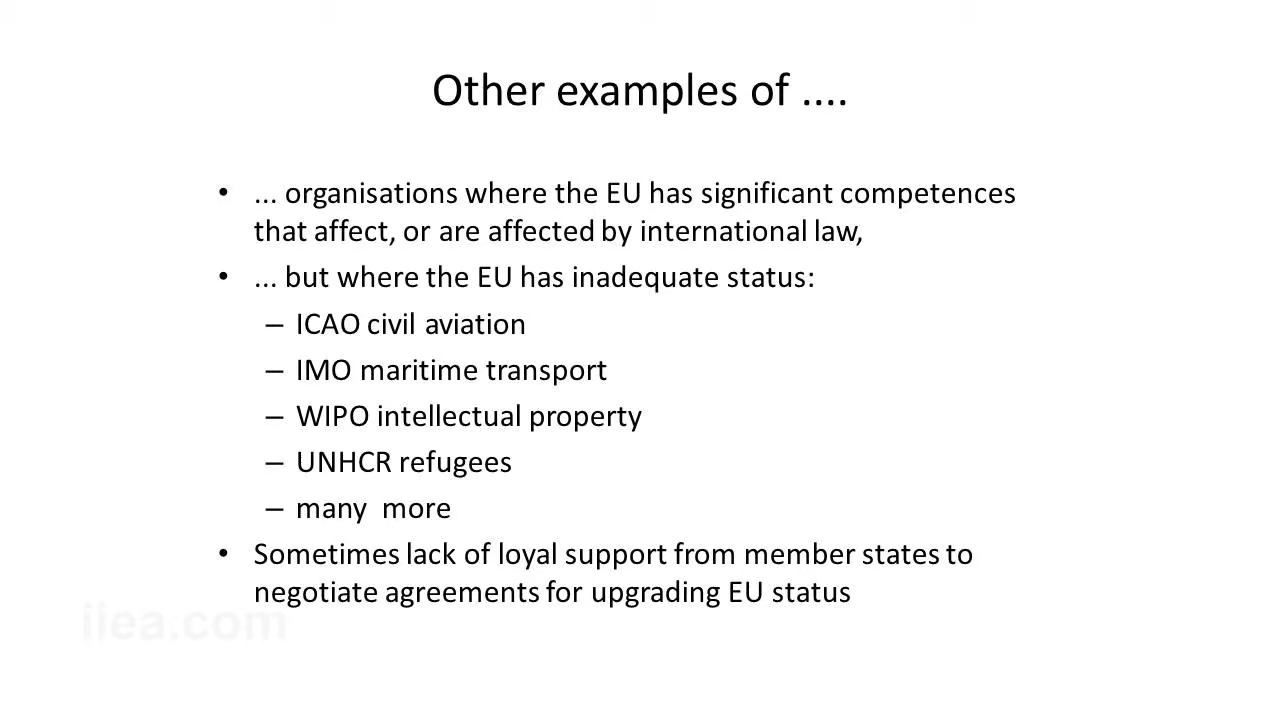 Other examples of ....
• ... organisations where the EU has significant competences
that affect, or are affected by international law,
• ... but where the EU has inadequate status:
– ICAO civil aviation
– IMO maritime transport
– WIPO intellectual property
– UNHCR refugees
– many  more
• Sometimes lack of loyal support from member states to
negotiate agreements for upgrading EU status
iiea.com